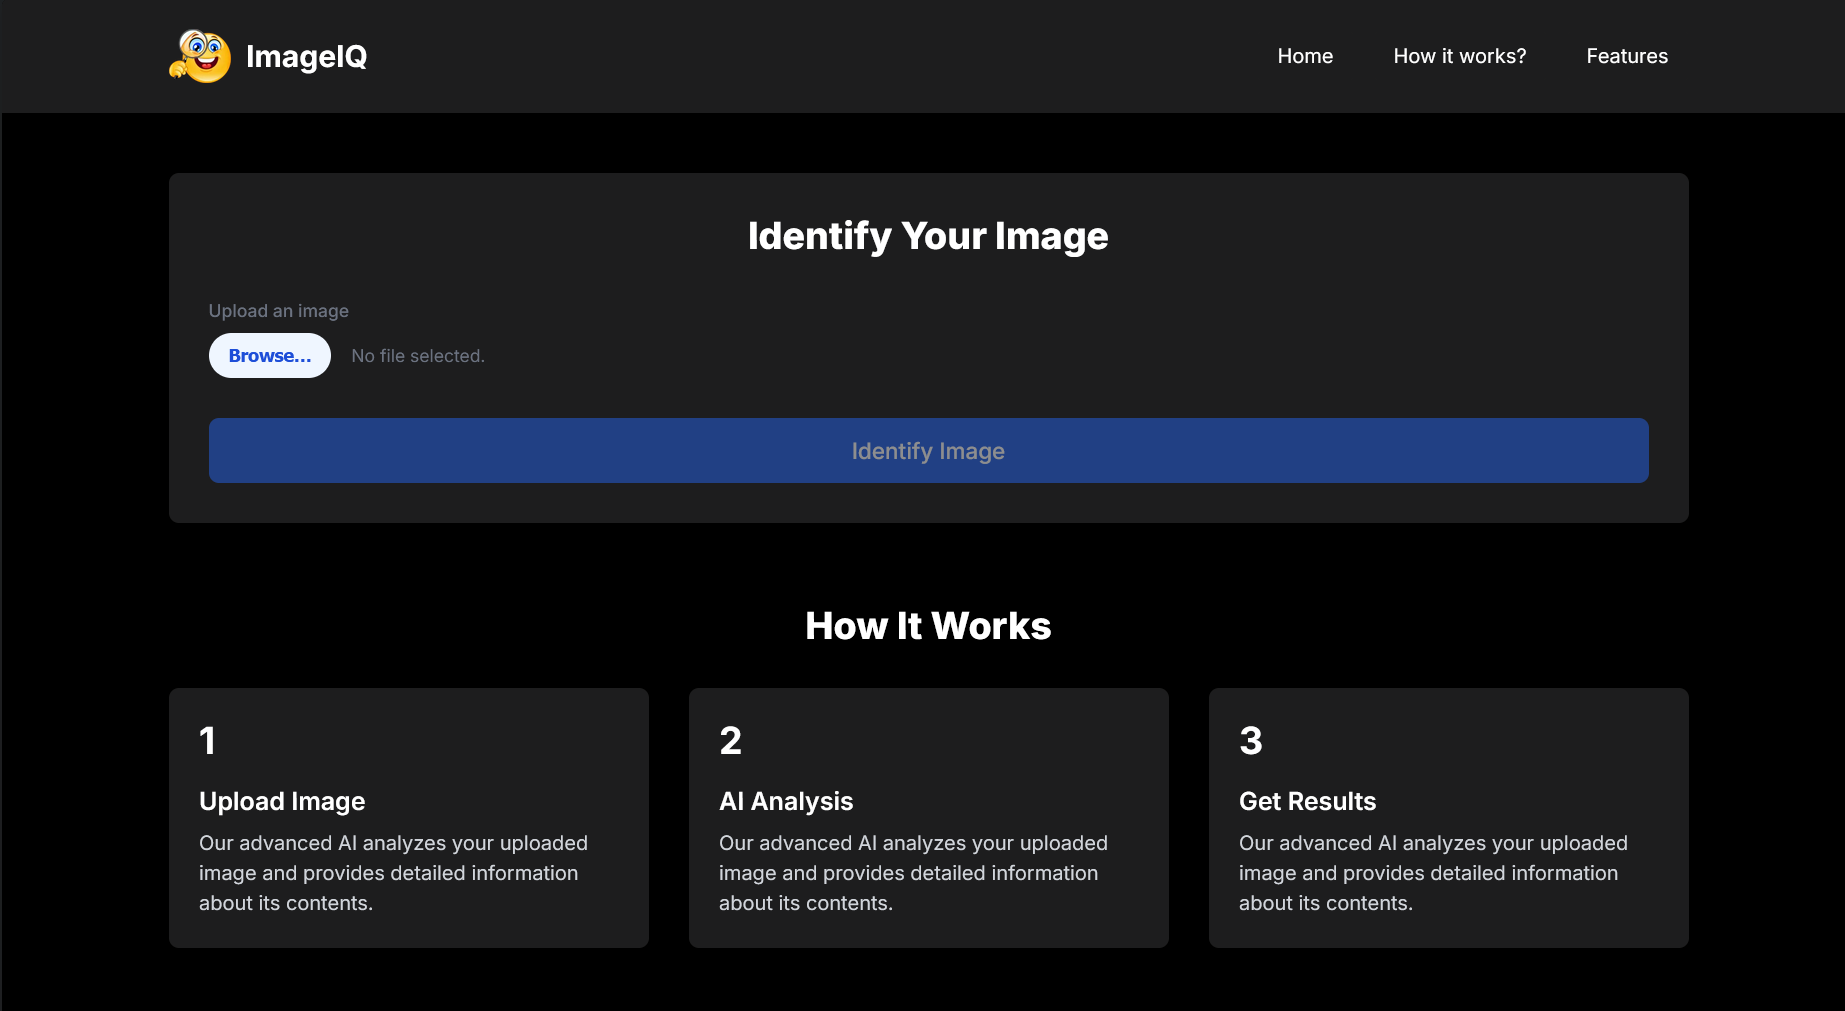 ImageIQ
Home
How it works?
Features
Identify Your Image
Upload an image
Browse...
No file selected.
Identify Image
How It Works
1
Upload Image
Our advanced AI analyzes your uploaded
image and provides detailed information
about its contents.
2
AI Analysis
Our advanced AI analyzes your uploaded
image and provides detailed information
about its contents.
3
Get Results
Our advanced AI analyzes your uploaded
image and provides detailed information
about its contents.